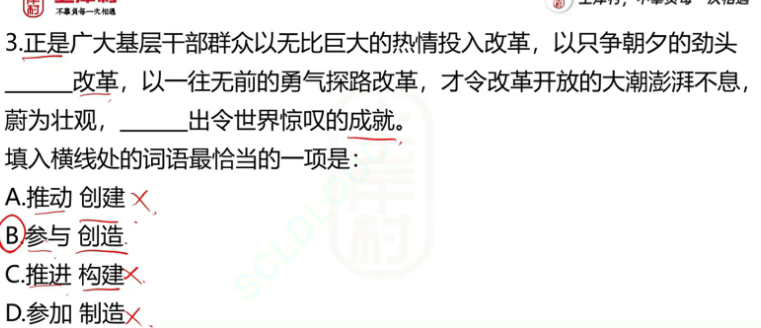 不辜负每一次相遇
3.正是广大基层干部群众以无比巨大的热情投入改革，以只争朝夕的劲头
______改革，以一往无前的勇气探路改革，才令改革开放的大潮澎湃不息，
蔚为壮观，______出令世界惊叹的成就。
填入横线处的词语最恰当的一项是：
A.推动 创建
B.参与 创造
C.推进 构建
D.参加 制造